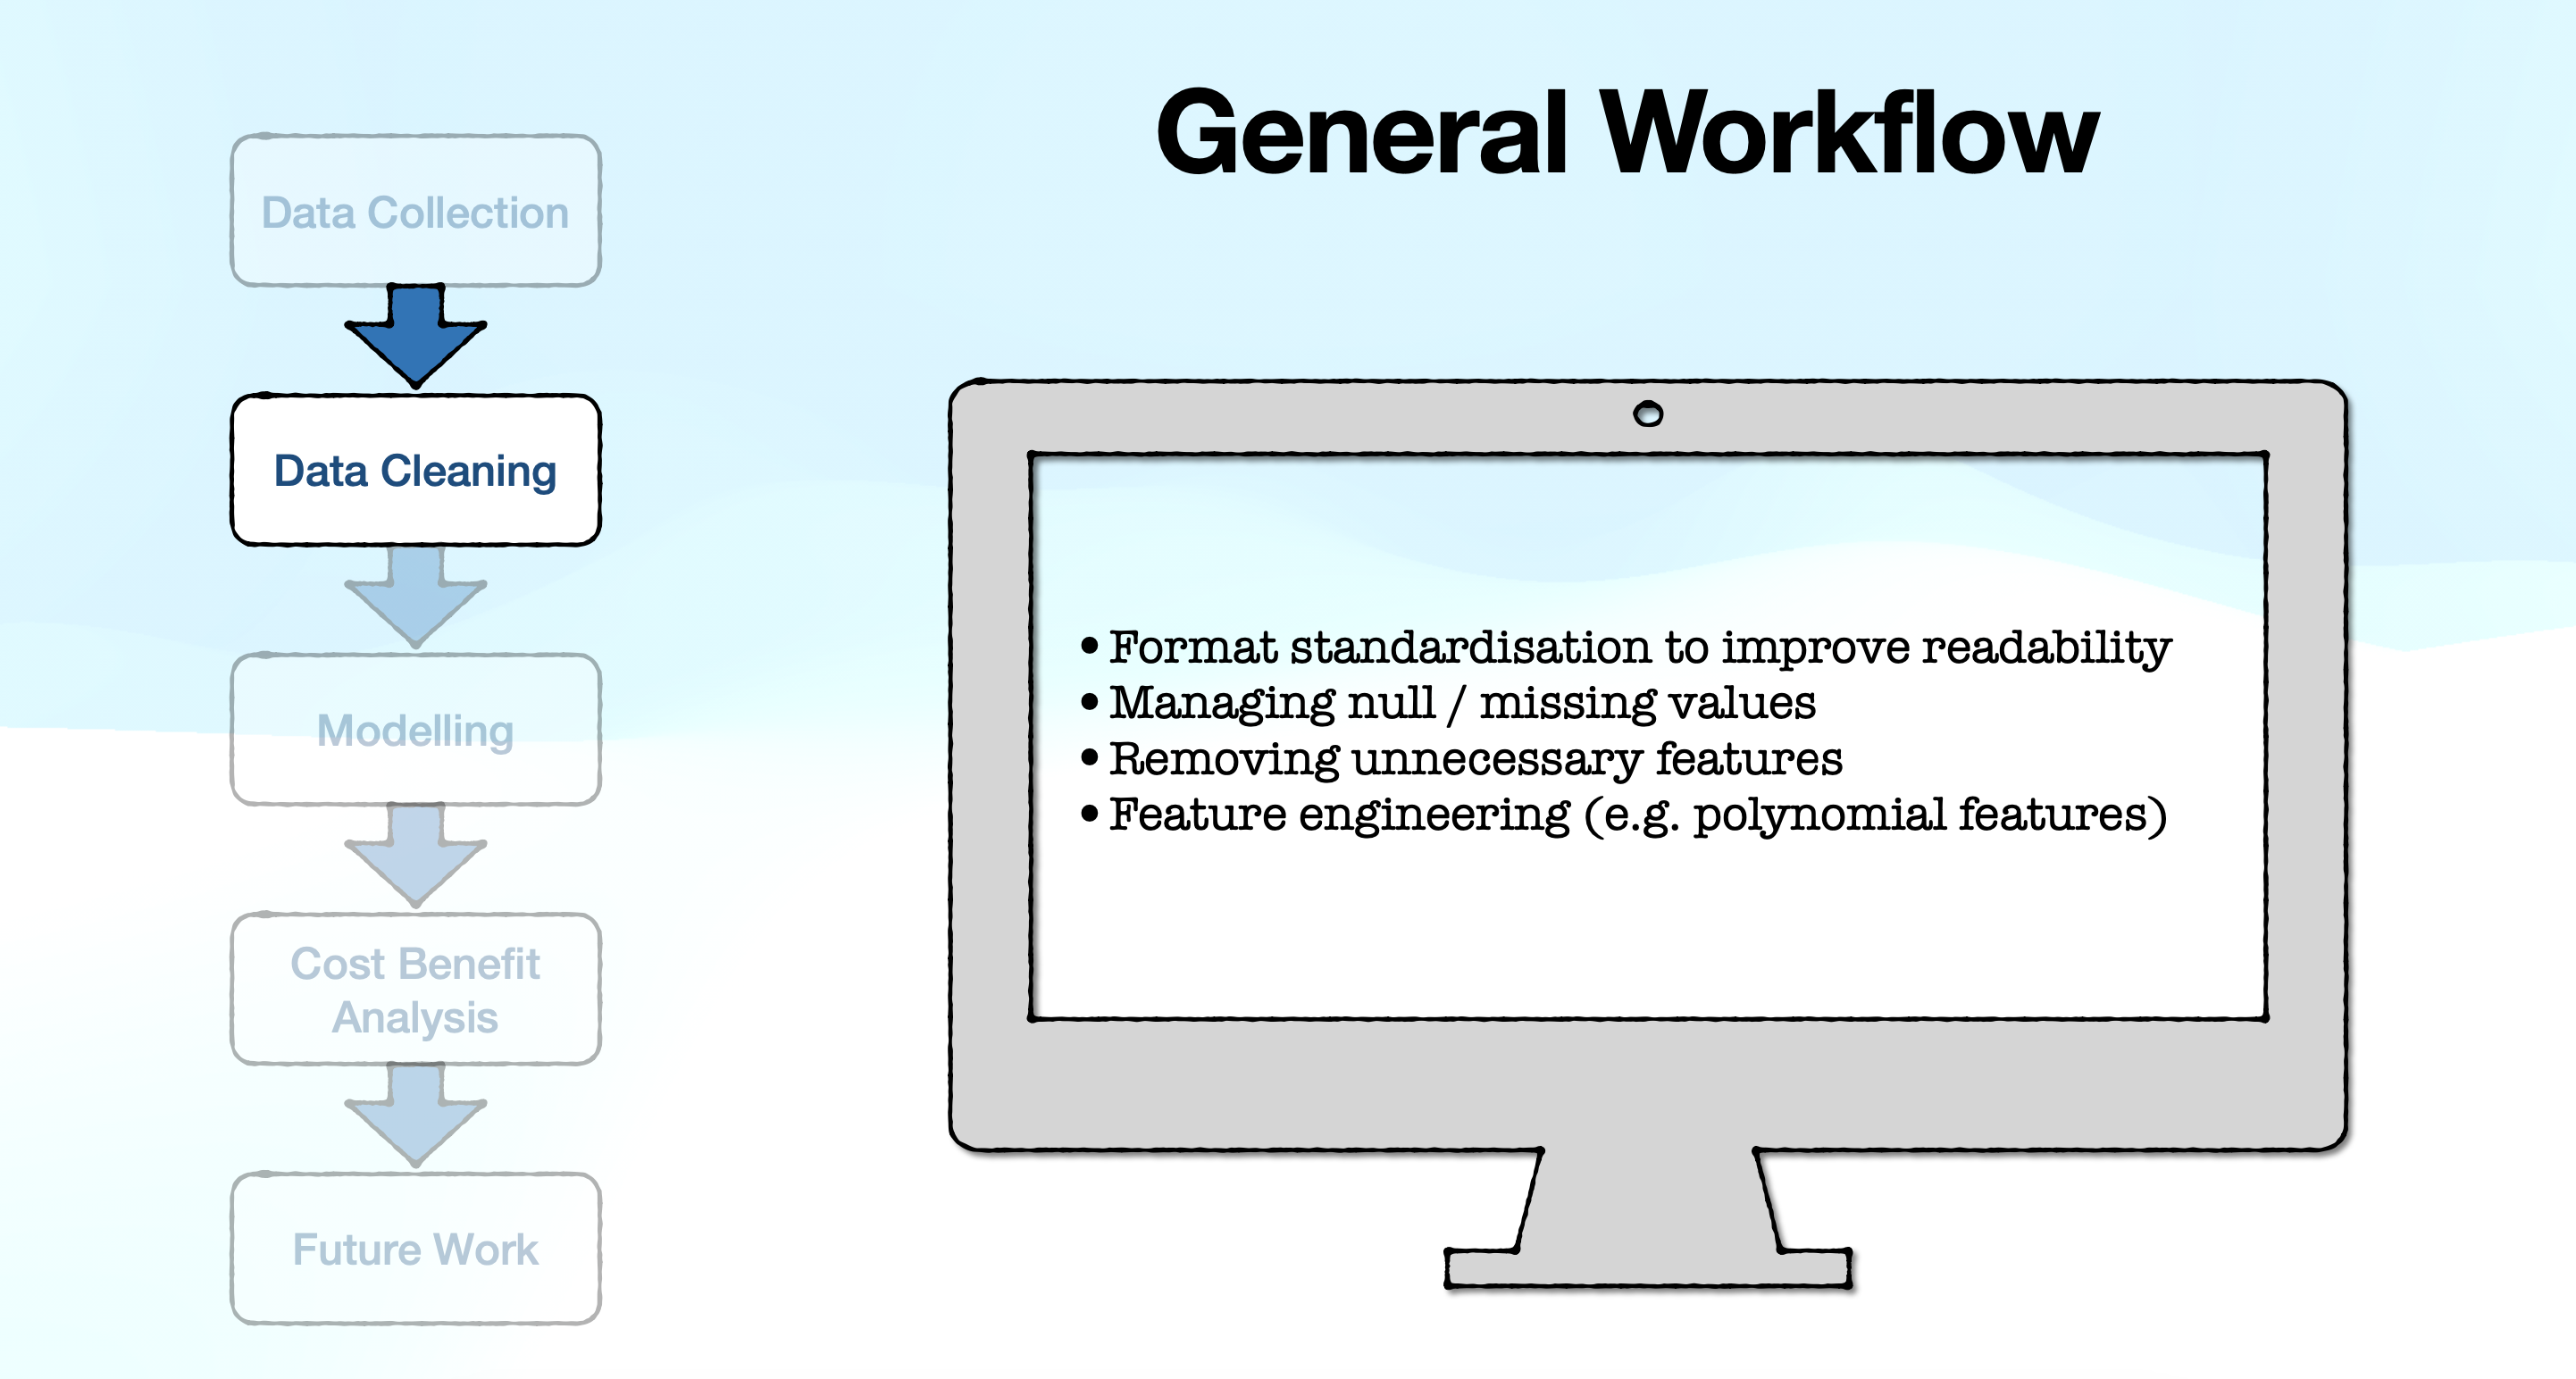 General Workflow
Data Collection
Data Cleaning
Modelling
Cost Benefit
Analysis
Future Work
• Format standardisation to improve readability
• Managing null / missing values
• Removing unnecessary features
• Feature engineering (e.g. polynomial features)